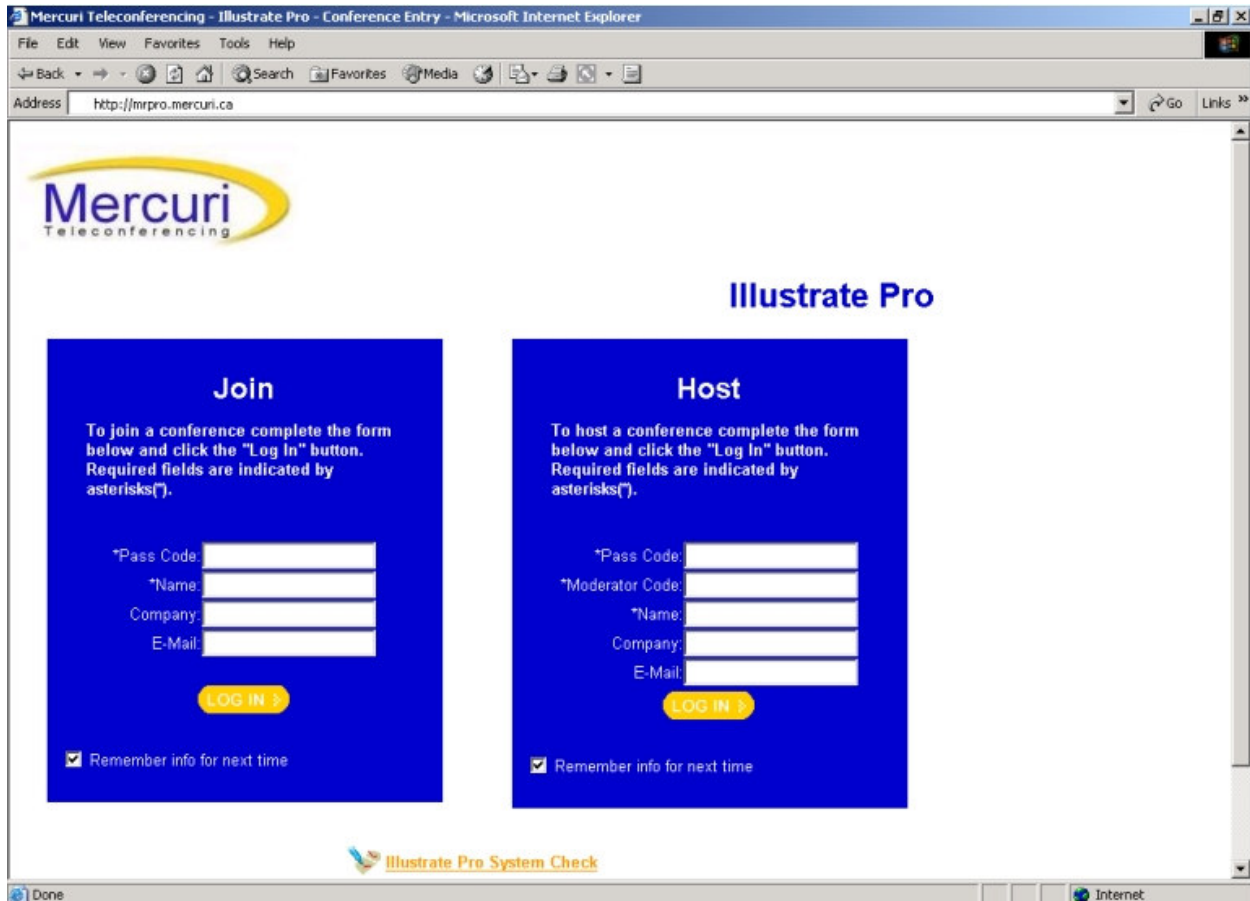 Mercuri Teleconferencing - Illustrate Pro - Conference Entry - Microsoft Internet Explorer
File Edit View Favorites Tools Help
Back Search Favorites Media
Address http://mrpro.mercuri.ca Go Links »
Mercuri
Teleconferencing
Illustrate Pro
Join
To join a conference complete the form
below and click the "Log In" button.
Required fields are indicated by
asterisks(*).
*Pass Code:
*Name:
Company:
E-Mail:
LOG IN
Remember info for next time
Host
To host a conference complete the form
below and click the "Log In" button.
Required fields are indicated by
asterisks(*).
*Pass Code:
*Moderator Code:
*Name:
Company:
E-Mail:
LOG IN
Remember info for next time
Illustrate Pro System Check
Done Internet